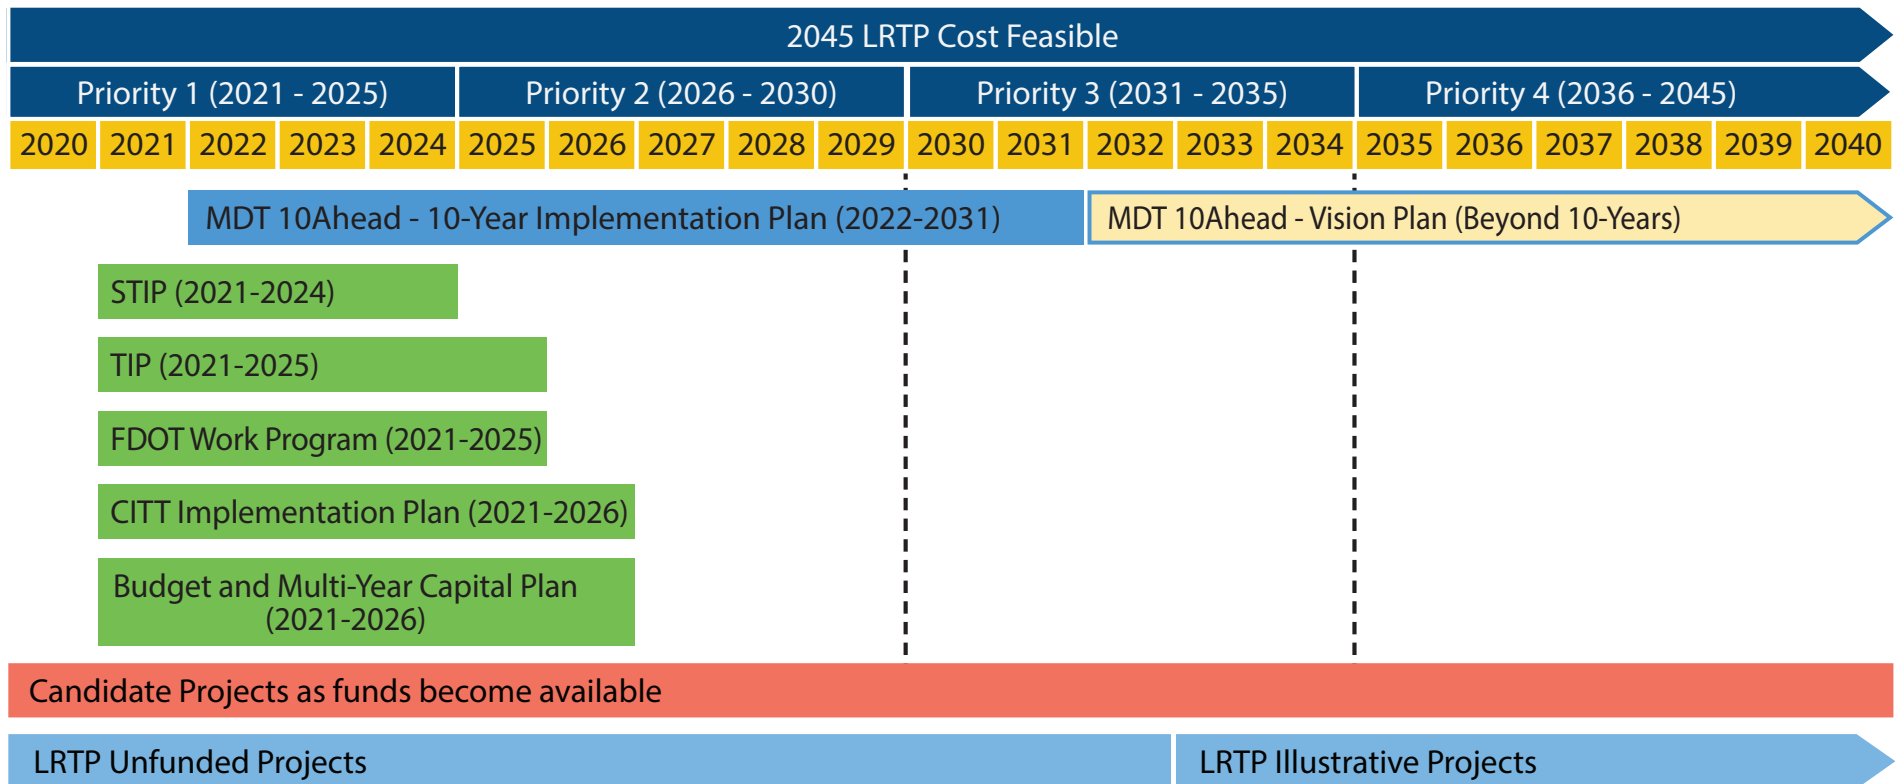 2045 LRTP Cost Feasible
Priority 1 (2021 - 2025) Priority 2 (2026 - 2030) Priority 3 (2031 - 2035) Priority 4 (2036 - 2045)
2020 2021 2022 2023 2024 2025 2026 2027 2028 2029 2030 2031 2032 2033 2034 2035 2036 2037 2038 2039 2040
MDT 10Ahead - 10-Year Implementation Plan (2022-2031) MDT 10Ahead - Vision Plan (Beyond 10-Years)
STIP (2021-2024)
TIP (2021-2025)
FDOT Work Program (2021-2025)
CITT Implementation Plan (2021-2026)
Budget and Multi-Year Capital Plan
(2021-2026)
Candidate Projects as funds become available
LRTP Unfunded Projects LRTP Illustrative Projects